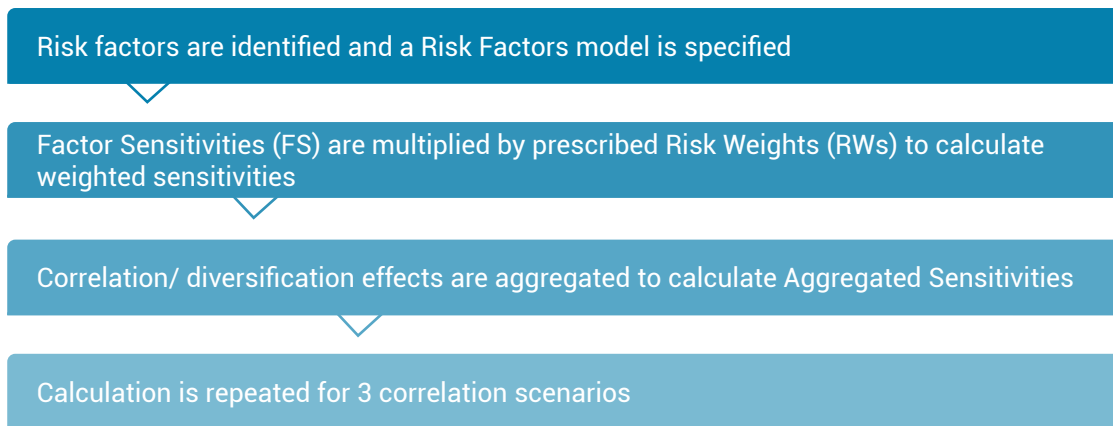 Risk factors are identified and a Risk Factors model is specified
Factor Sensitivities (FS) are multiplied by prescribed Risk Weights (RWs) to calculate
weighted sensitivities
Correlation/ diversification effects are aggregated to calculate Aggregated Sensitivities
Calculation is repeated for 3 correlation scenarios